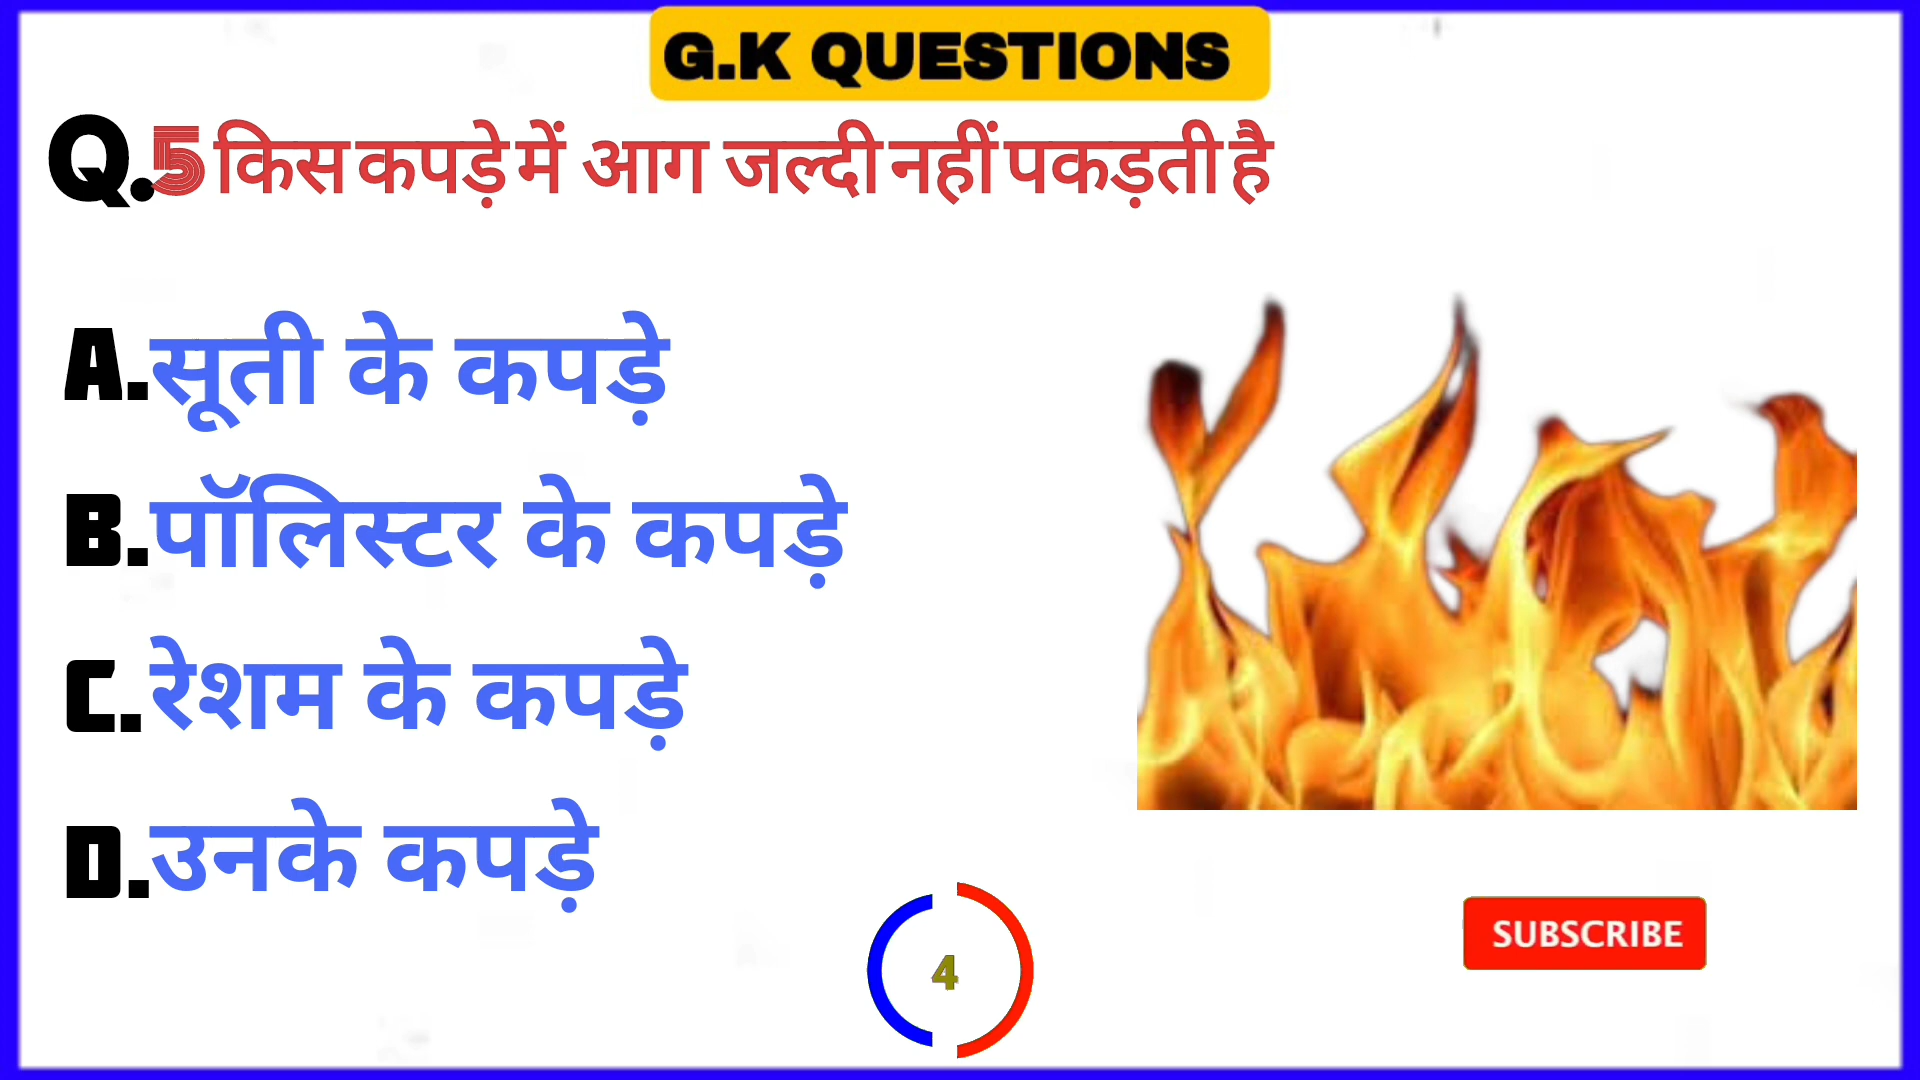 G.K QUESTIONS
Q.5 किस कपड़े में आग जल्दी नहीं पकड़ती है
A.सूती के कपड़े
B.पॉलिस्टर के कपड़े
C.रेशम के कपड़े
D.उनके कपड़े
4
SUBSCRIBE